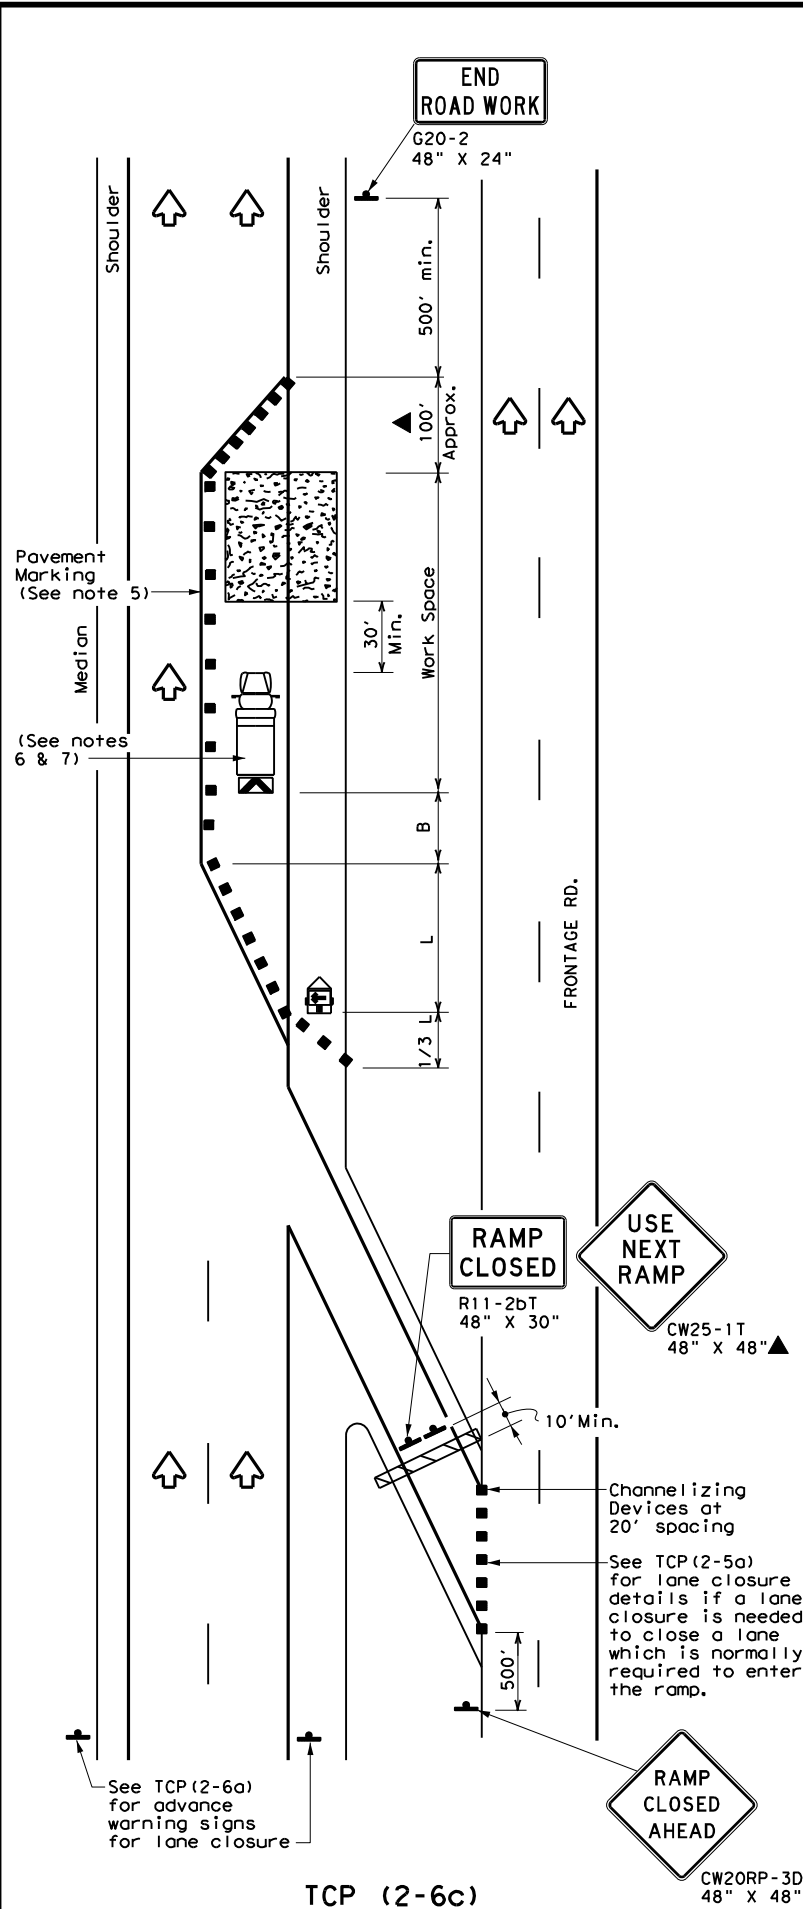 END
ROAD WORK
G20-2
48" X 24"
Shoulder
Shoulder
500' min.
100'
Approx.
Pavement
Marking
(See note 5)
30'
Min.
Work Space
Median
(See notes
6 & 7)
B
L
FRONTAGE RD.
1/3 L
RAMP
CLOSED
R11-2bT
48" X 30"
USE
NEXT
RAMP
CW25-1T
48" X 48"
10'Min.
Channelizing
Devices at
20' spacing
See TCP(2-5a)
for lane closure
details if a lane
closure is needed
to close a lane
which is normally
required to enter
the ramp.
500'
See TCP(2-6a)
for advance
warning signs
for lane closure
RAMP
CLOSED
AHEAD
CW20RP-3D
48" X 48"
TCP (2-6c)